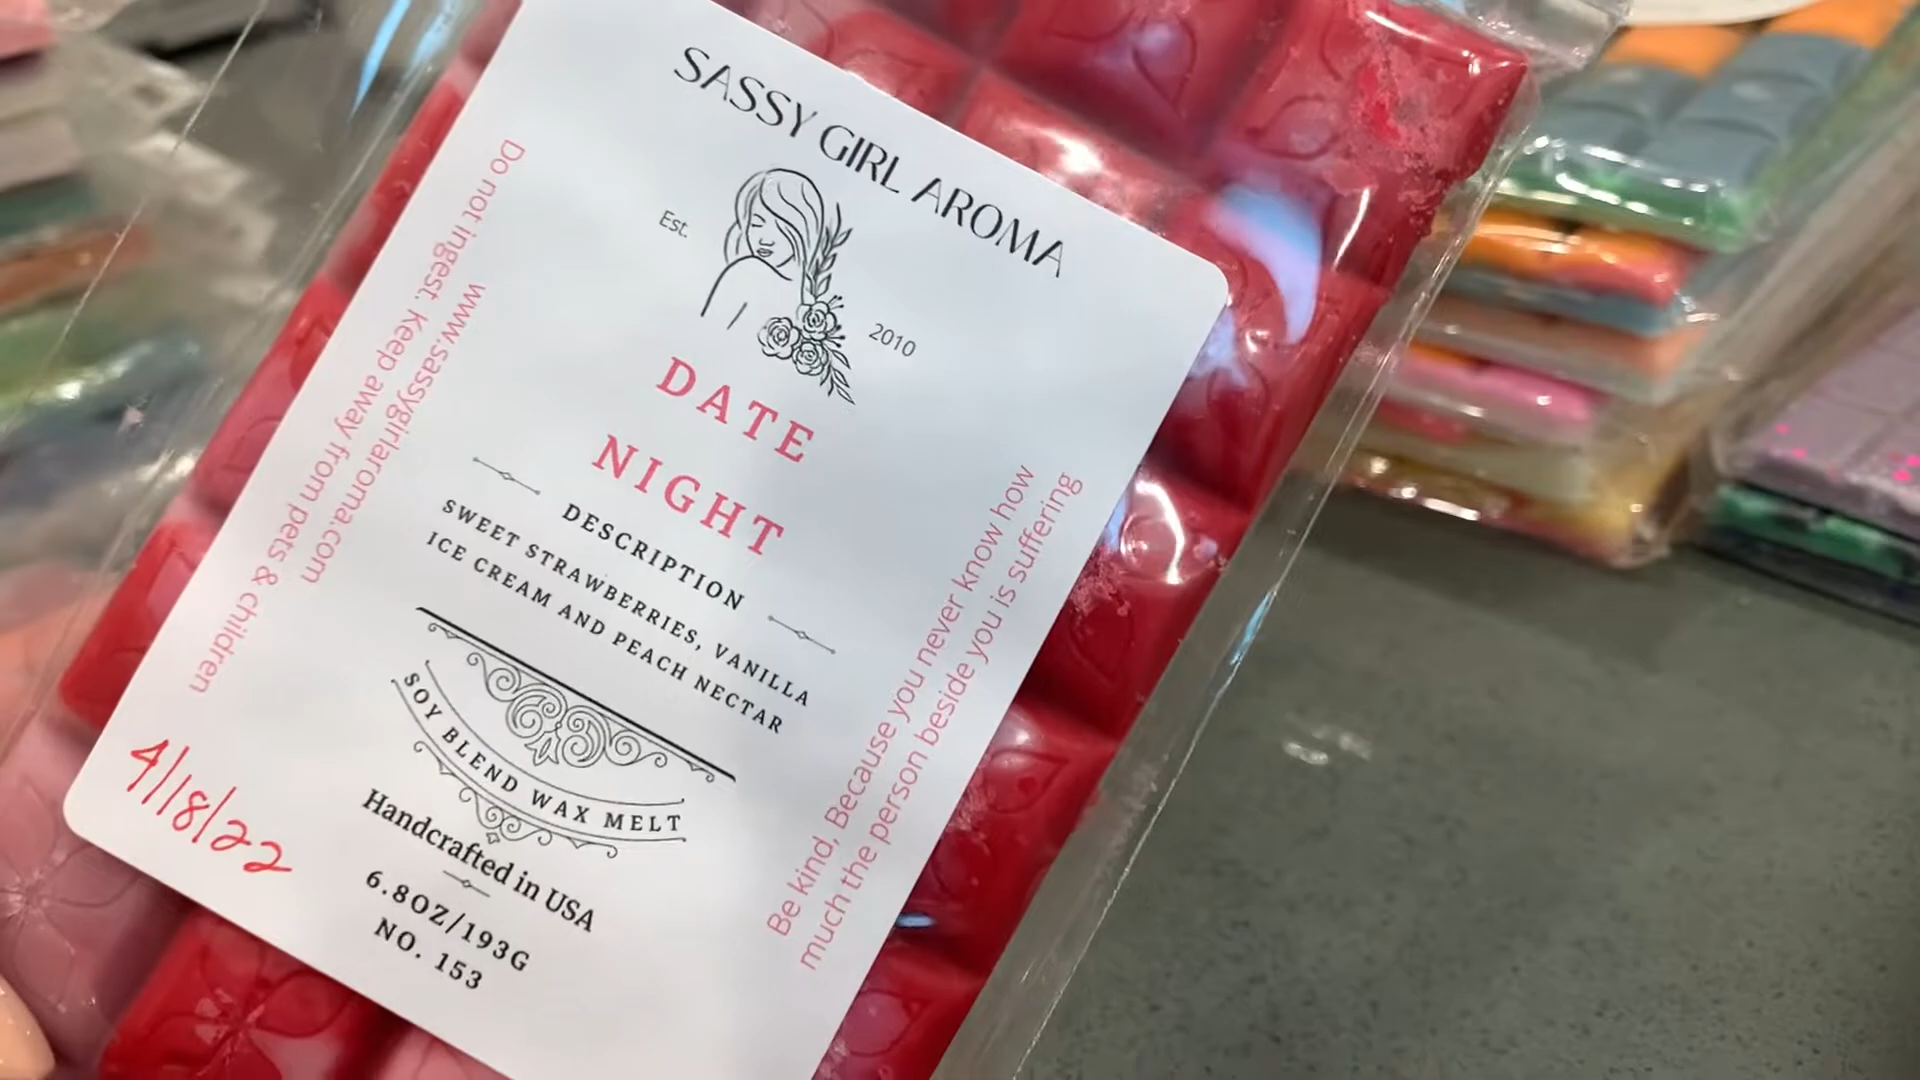 SASSY GIRL AROMA
Est.
2010
DATE
NIGHT
DESCRIPTION
SWEET STRAWBERRIES, VANILLA
ICE CREAM AND PEACH NECTAR
SOY BLEND WAX MELT
Handcrafted in USA
6.8OZ/193G
NO. 153
4/18/22
www.sassygirlaroma.com
Do not ingest. Keep away from pets & children
Be kind, Because you never know how
much the person beside you is suffering